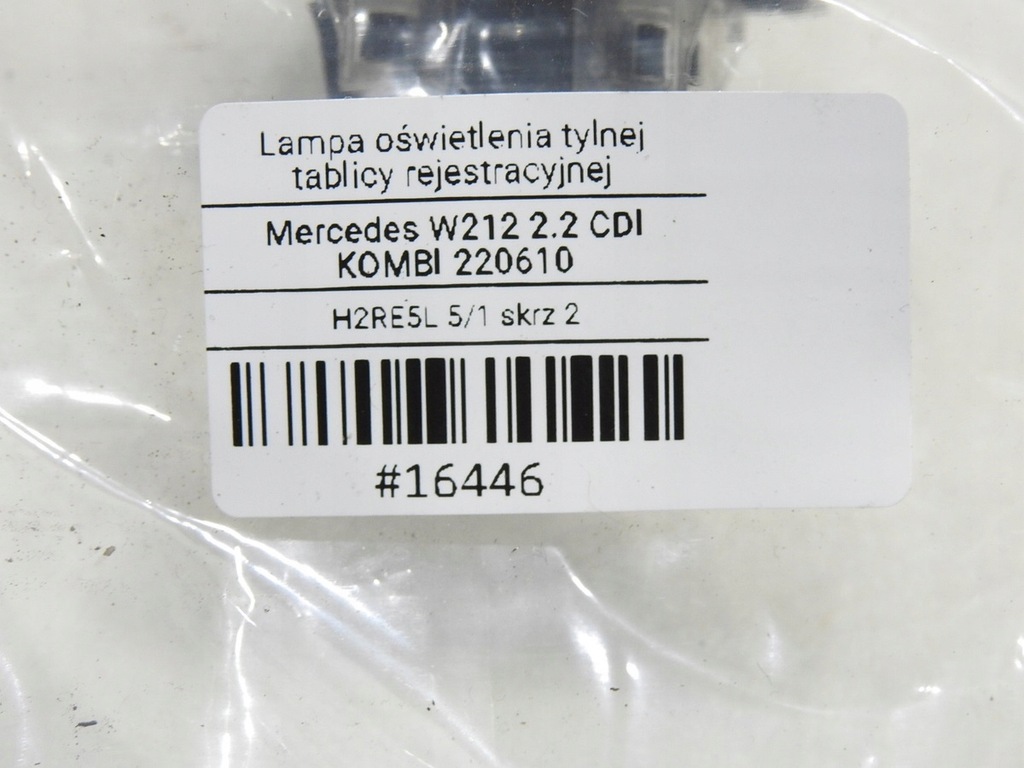 Lampa oświetlenia tylnej
tablicy rejestracyjnej
Mercedes W212 2.2 CDI
KOMBI 220610
H2RE5L 5/1 skrz 2
#16446